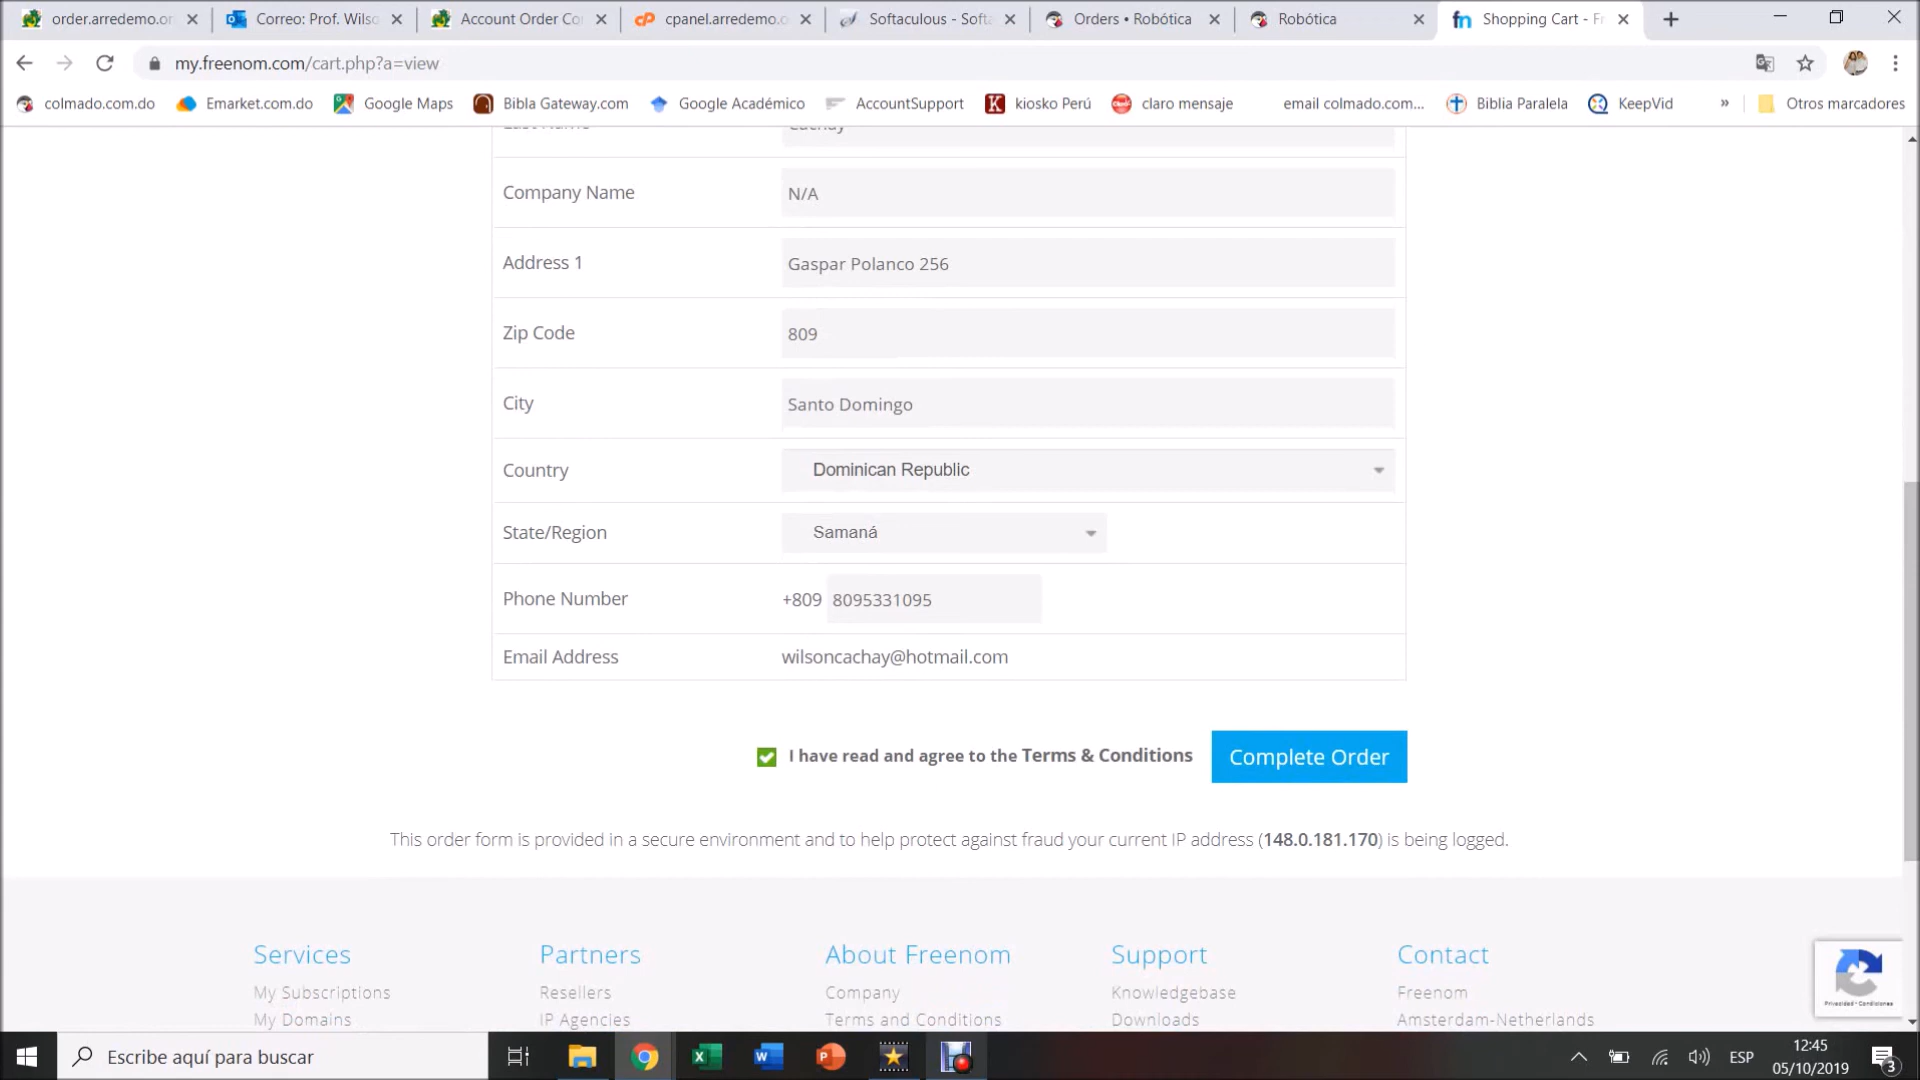 order.arredemo.or
Correo: Prof. Wilso
Account Order Co
cpanel.arredemo.o
Softaculous - Softa
Orders • Robótica
Robótica
Shopping Cart - Fr
my.freenom.com/cart.php?a=view
colmado.com.do
Emarket.com.do
Google Maps
Bibla Gateway.com
Google Académico
AccountSupport
kiosko Perú
claro mensaje
email colmado.com...
Biblia Paralela
KeepVid
»
Otros marcadores
Last Name Cachay
Company Name N/A
Address 1 Gaspar Polanco 256
Zip Code 809
City Santo Domingo
Country Dominican Republic
State/Region Samaná
Phone Number +809 8095331095
Email Address wilsoncachay@hotmail.com
I have read and agree to the Terms & Conditions
Complete Order
This order form is provided in a secure environment and to help protect against fraud your current IP address (148.0.181.170) is being logged.
Services Partners About Freenom Support Contact
My Subscriptions Resellers Company Knowledgebase Freenom
My Domains IP Agencies Terms and Conditions Downloads Amsterdam-Netherlands
Privacidad - Condiciones
Escribe aquí para buscar
ESP
12:45
05/10/2019
3